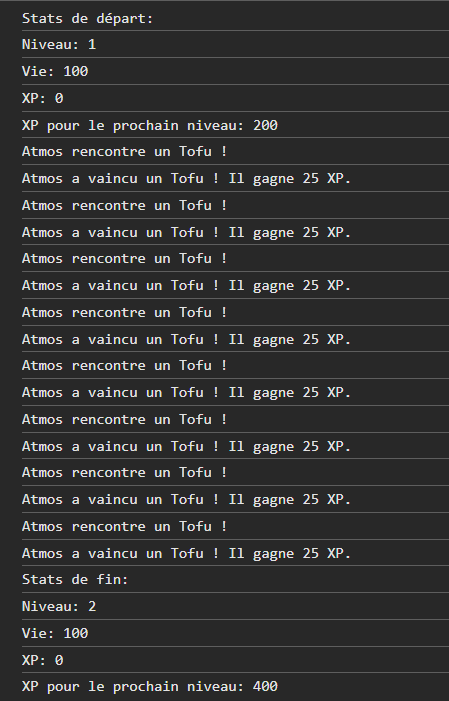 Stats de départ:
Niveau: 1
Vie: 100
XP: 0
XP pour le prochain niveau: 200
Atmos rencontre un Tofu !
Atmos a vaincu un Tofu ! Il gagne 25 XP.
Atmos rencontre un Tofu !
Atmos a vaincu un Tofu ! Il gagne 25 XP.
Atmos rencontre un Tofu !
Atmos a vaincu un Tofu ! Il gagne 25 XP.
Atmos rencontre un Tofu !
Atmos a vaincu un Tofu ! Il gagne 25 XP.
Atmos rencontre un Tofu !
Atmos a vaincu un Tofu ! Il gagne 25 XP.
Atmos rencontre un Tofu !
Atmos a vaincu un Tofu ! Il gagne 25 XP.
Atmos rencontre un Tofu !
Atmos a vaincu un Tofu ! Il gagne 25 XP.
Atmos rencontre un Tofu !
Atmos a vaincu un Tofu ! Il gagne 25 XP.
Stats de fin:
Niveau: 2
Vie: 100
XP: 0
XP pour le prochain niveau: 400